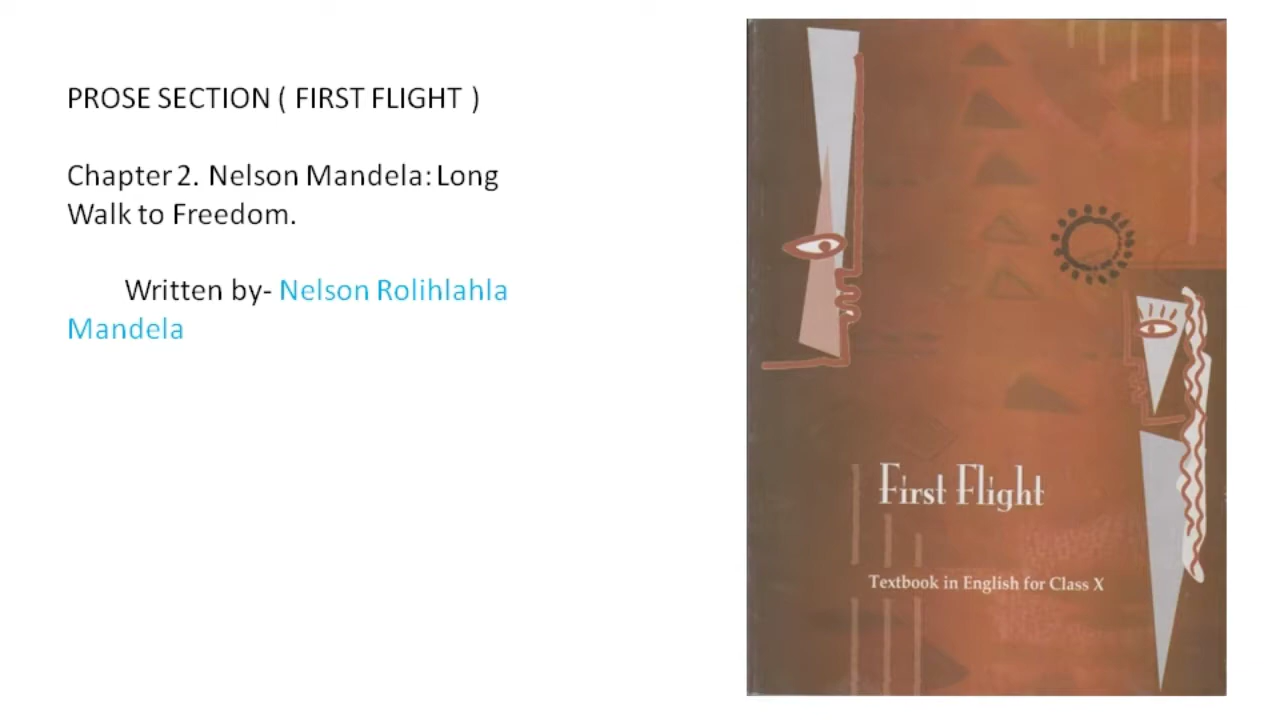 PROSE SECTION ( FIRST FLIGHT )
Chapter 2. Nelson Mandela: Long
Walk to Freedom.
Written by- Nelson Rolihlahla
Mandela
First Flight
Textbook in English for Class X